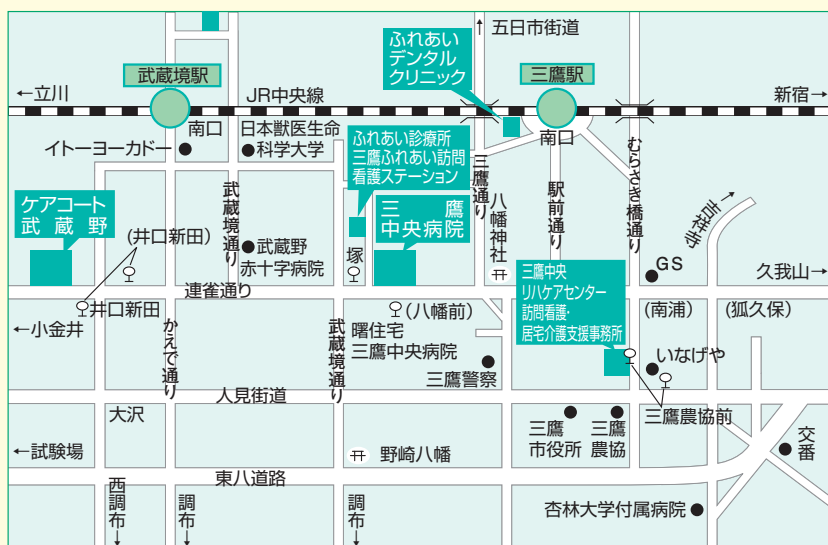 五日市街道
ふれあい
デンタル
クリニック
武蔵境駅
三鷹駅
←立川
JR中央線
新宿→
南口
日本獣医生命
科学大学
イトーヨーカドー
南口
ふれあい診療所
三鷹ふれあい訪問
看護ステーション
三鷹通り
むらさき橋通り
武蔵境通り
駅前通り
八幡神社
吉祥寺
ケアコート
武蔵野
三鷹
中央病院
(井口新田)
武蔵野
赤十字病院
塚
三鷹中央
リハケアセンター
訪問看護・
居宅介護支援事務所
GS
久我山→
連雀通り
井口新田
(八幡前)
(南浦)
(狐久保)
←小金井
かえで通り
武蔵境通り
曙住宅
三鷹中央病院
三鷹警察
いなげや
人見街道
大沢
三鷹農協前
三鷹
市役所
三鷹
農協
交番
←試験場
野崎八幡
東八道路
西調布↓
調布↓
調布↓
杏林大学付属病院